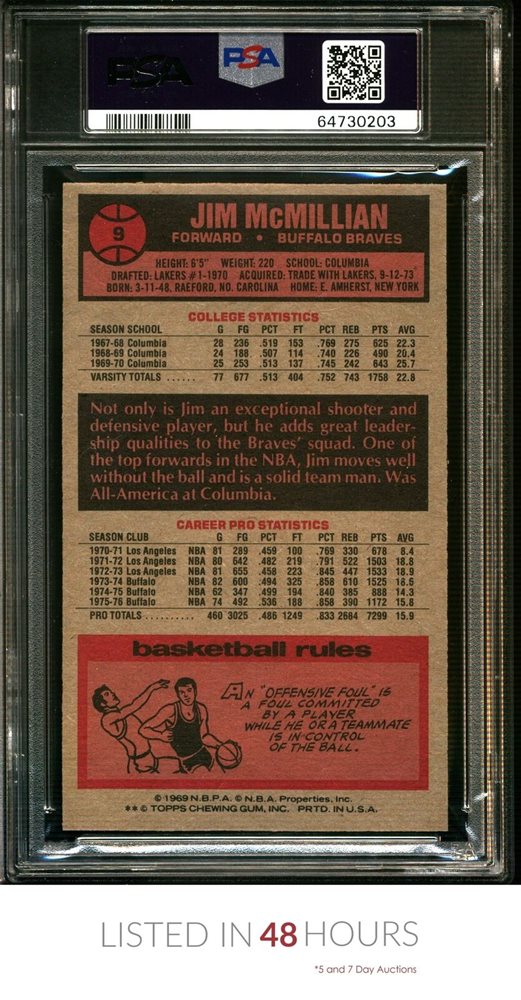 PSA
PSA
64730203
9
JIM McMILLIAN
FORWARD • BUFFALO BRAVES
HEIGHT: 6'5" WEIGHT: 220 SCHOOL: COLUMBIA
DRAFTED: LAKERS #1-1970 ACQUIRED: TRADE WITH LAKERS, 9-12-73
BORN: 3-11-48, RAEFORD, NO. CAROLINA HOME: E. AMHERST, NEW YORK
COLLEGE STATISTICS
SEASON SCHOOL G FG PCT FT PCT REB PTS AVG
1967-68 Columbia 28 236 .519 153 .769 275 625 22.3
1968-69 Columbia 24 188 .507 114 .740 226 490 20.4
1969-70 Columbia 25 253 .513 137 .745 242 643 25.7
VARSITY TOTALS ...... 77 677 .513 404 .752 743 1758 22.8
Not only is Jim an exceptional shooter and
defensive player, but he adds great leader-
ship qualities to the Braves' squad. One of
the top forwards in the NBA, Jim moves well
without the ball and is a solid team man. Was
All-America at Columbia.
CAREER PRO STATISTICS
SEASON CLUB G FG PCT FT PCT REB PTS AVG
1970-71 Los Angeles NBA 81 289 .459 100 .769 330 678 8.4
1971-72 Los Angeles NBA 80 642 .482 219 .791 522 1503 18.8
1972-73 Los Angeles NBA 81 655 .458 223 .845 447 1533 18.9
1973-74 Buffalo NBA 82 600 .494 325 .858 610 1525 18.6
1974-75 Buffalo NBA 62 347 .499 194 .840 385 888 14.3
1975-76 Buffalo NBA 74 492 .536 188 .858 390 1172 15.8
PRO TOTALS .......... 460 3025 .486 1249 .833 2684 7299 15.9
basketball rules
AN "OFFENSIVE FOUL" IS
A FOUL COMMITTED
BY A PLAYER
WHILE HE OR A TEAMMATE
IS IN CONTROL
OF THE BALL.
© 1969 N.B.P.A. © N.B.A. Properties, Inc.
** © TOPPS CHEWING GUM, INC. PRTD. IN U.S.A.
LISTED IN 48 HOURS
*5 and 7 Day Auctions